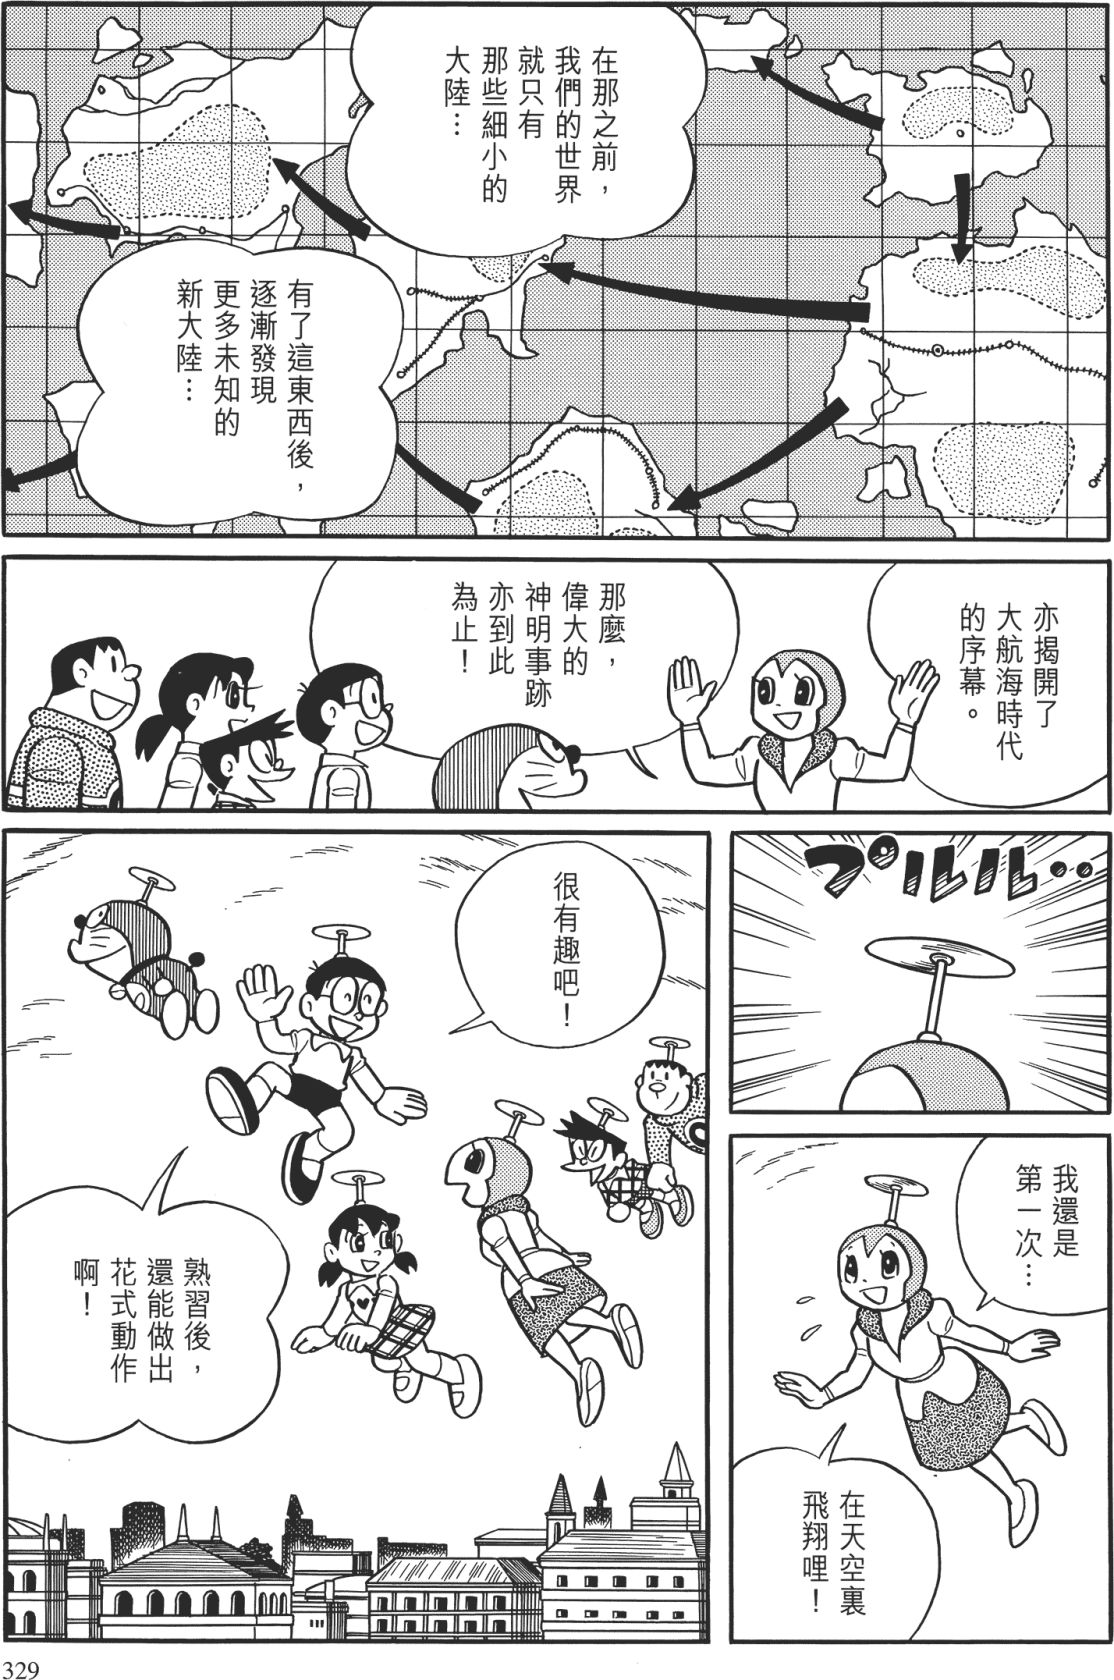 在那之前，
我們的世界
就只有
那些細小的
大陸…
有了這東西後，
逐漸發現
更多未知的
新大陸…
亦揭開了
大航海時代
的序幕。
那麼，
偉大的
神明事跡
亦到此
為止！
プルルル‥
我還是
第一次…
在天空裏
飛翔哩！
很有趣吧！
熟習後，
還能做出
花式動作
啊！
329